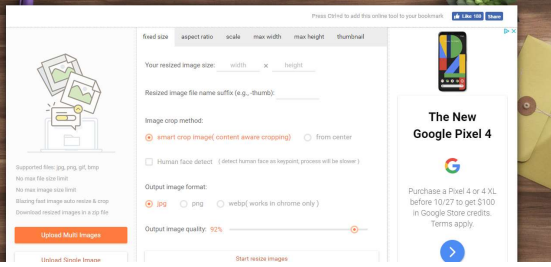 Press Ctrl+d to add this online tool to your bookmark
Like 103 Share
fixed size aspect ratio scale max width max height thumbnail
Your resized image size: width x height
Resized image file name suffix (e.g., -thumb):
Image crop method:
smart crop image( content aware cropping) from center
Human face detect ( detect human face as keypoint, process will be slower )
Output image format:
jpg png webp( works in chrome only )
Output image quality: 92%
Start resize images
Supported files: jpg, png, gif, bmp
No max file size limit
No max image size limit
Blazing fast image auto resize & crop
Download resized images in a zip file
Upload Multi Images
Upload Single Image
The New
Google Pixel 4
G
Purchase a Pixel 4 or 4 XL
before 10/27 to get $100
in Google Store credits.
Terms apply.